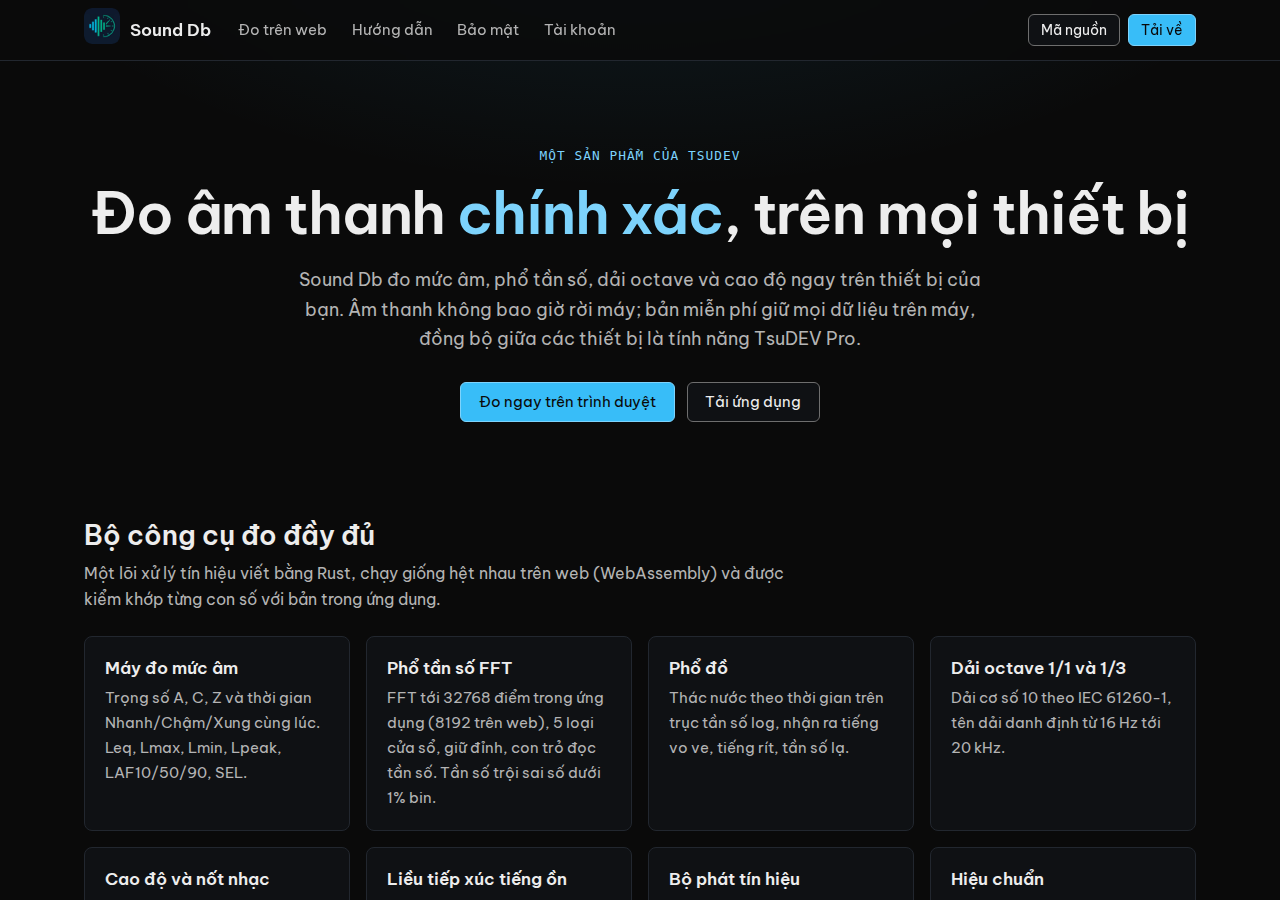 Sound Db
Đo trên web
Hướng dẫn
Bảo mật
Tài khoản
Mã nguồn
Tải về
MỘT SẢN PHẨM CỦA TSUDEV
Đo âm thanh chính xác, trên mọi thiết bị
Sound Db đo mức âm, phổ tần số, dải octave và cao độ ngay trên thiết bị của
bạn. Âm thanh không bao giờ rời máy; bản miễn phí giữ mọi dữ liệu trên máy,
đồng bộ giữa các thiết bị là tính năng TsuDEV Pro.
Đo ngay trên trình duyệt
Tải ứng dụng
Bộ công cụ đo đầy đủ
Một lõi xử lý tín hiệu viết bằng Rust, chạy giống hệt nhau trên web (WebAssembly) và được
kiểm khớp từng con số với bản trong ứng dụng.
Máy đo mức âm
Trọng số A, C, Z và thời gian
Nhanh/Chậm/Xung cùng lúc.
Leq, Lmax, Lmin, Lpeak,
LAF10/50/90, SEL.
Phổ tần số FFT
FFT tới 32768 điểm trong ứng
dụng (8192 trên web), 5 loại
cửa sổ, giữ đỉnh, con trỏ đọc
tần số. Tần số trội sai số dưới
1% bin.
Phổ đồ
Thác nước theo thời gian trên
trục tần số log, nhận ra tiếng
vo ve, tiếng rít, tần số lạ.
Dải octave 1/1 và 1/3
Dải cơ số 10 theo IEC 61260-1,
tên dải danh định từ 16 Hz tới
20 kHz.
Cao độ và nốt nhạc
Liều tiếp xúc tiếng ồn
Bộ phát tín hiệu
Hiệu chuẩn